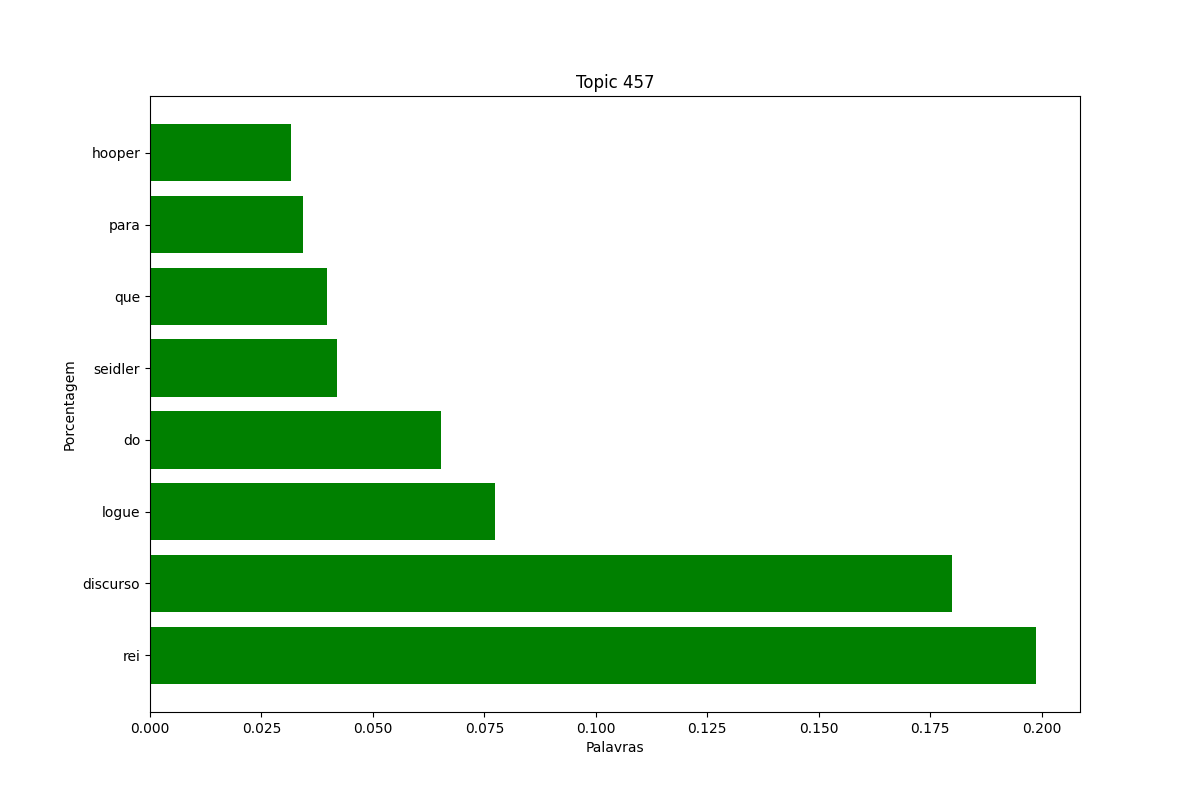 Topic 457
hooper
para
que
seidler
do
logue
discurso
rei
Porcentagem
0.000 0.025 0.050 0.075 0.100 0.125 0.150 0.175 0.200
Palavras